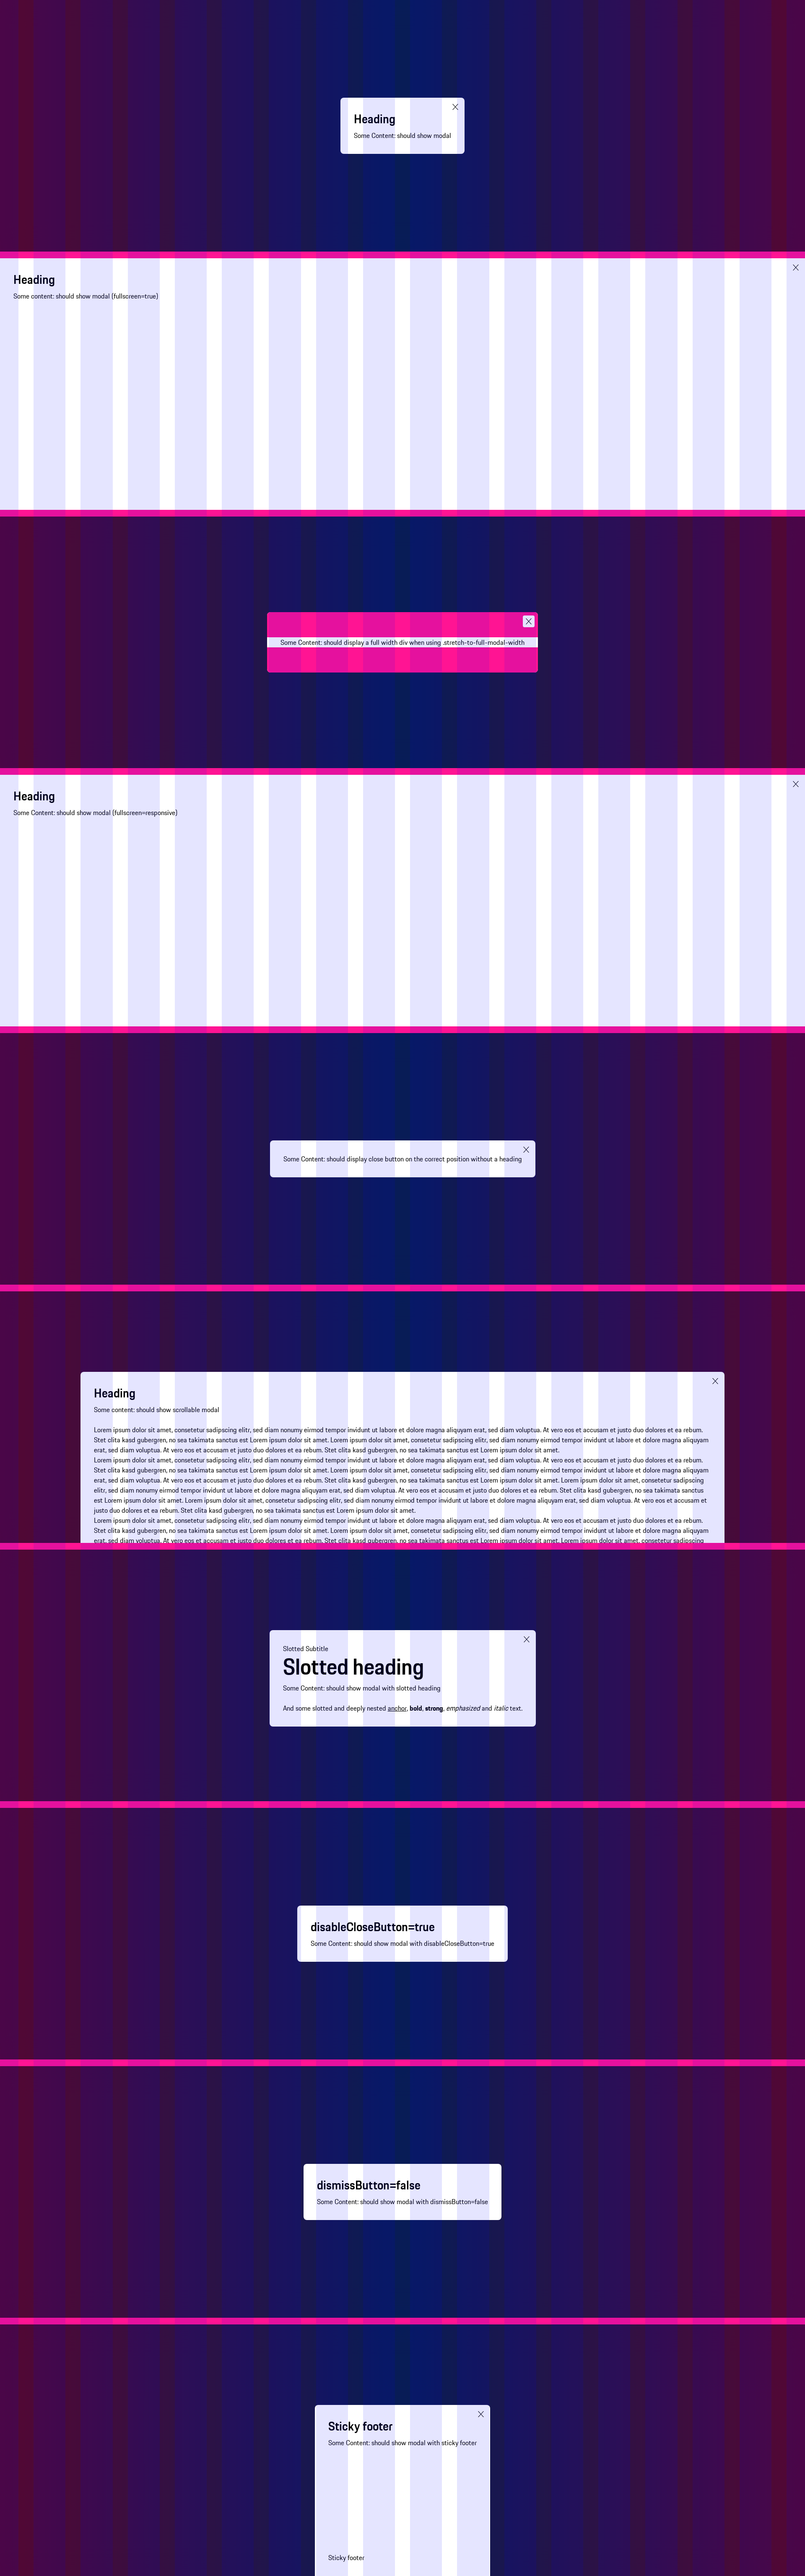 Heading
Some Content: should show modal
Heading
Some content: should show modal (fullscreen=true)
Some Content: should display a full width div when using .stretch-to-full-modal-width
Heading
Some Content: should show modal (fullscreen=responsive)
Some Content: should display close button on the correct position without a heading
Heading
Some content: should show scrollable modal
Lorem ipsum dolor sit amet, consetetur sadipscing elitr, sed diam nonumy eirmod tempor invidunt ut labore et dolore magna aliquyam erat, sed diam voluptua. At vero eos et accusam et justo duo dolores et ea rebum.
Stet clita kasd gubergren, no sea takimata sanctus est Lorem ipsum dolor sit amet. Lorem ipsum dolor sit amet, consetetur sadipscing elitr, sed diam nonumy eirmod tempor invidunt ut labore et dolore magna aliquyam
erat, sed diam voluptua. At vero eos et accusam et justo duo dolores et ea rebum. Stet clita kasd gubergren, no sea takimata sanctus est Lorem ipsum dolor sit amet.
Lorem ipsum dolor sit amet, consetetur sadipscing elitr, sed diam nonumy eirmod tempor invidunt ut labore et dolore magna aliquyam erat, sed diam voluptua. At vero eos et accusam et justo duo dolores et ea rebum.
Stet clita kasd gubergren, no sea takimata sanctus est Lorem ipsum dolor sit amet. Lorem ipsum dolor sit amet, consetetur sadipscing elitr, sed diam nonumy eirmod tempor invidunt ut labore et dolore magna aliquyam
erat, sed diam voluptua. At vero eos et accusam et justo duo dolores et ea rebum. Stet clita kasd gubergren, no sea takimata sanctus est Lorem ipsum dolor sit amet. Lorem ipsum dolor sit amet, consetetur sadipscing
elitr, sed diam nonumy eirmod tempor invidunt ut labore et dolore magna aliquyam erat, sed diam voluptua. At vero eos et accusam et justo duo dolores et ea rebum. Stet clita kasd gubergren, no sea takimata sanctus
est Lorem ipsum dolor sit amet. Lorem ipsum dolor sit amet, consetetur sadipscing elitr, sed diam nonumy eirmod tempor invidunt ut labore et dolore magna aliquyam erat, sed diam voluptua. At vero eos et accusam et
justo duo dolores et ea rebum. Stet clita kasd gubergren, no sea takimata sanctus est Lorem ipsum dolor sit amet.
Lorem ipsum dolor sit amet, consetetur sadipscing elitr, sed diam nonumy eirmod tempor invidunt ut labore et dolore magna aliquyam erat, sed diam voluptua. At vero eos et accusam et justo duo dolores et ea rebum.
Stet clita kasd gubergren, no sea takimata sanctus est Lorem ipsum dolor sit amet. Lorem ipsum dolor sit amet, consetetur sadipscing elitr, sed diam nonumy eirmod tempor invidunt ut labore et dolore magna aliquyam
erat, sed diam voluptua. At vero eos et accusam et justo duo dolores et ea rebum. Stet clita kasd gubergren, no sea takimata sanctus est Lorem ipsum dolor sit amet. Lorem ipsum dolor sit amet, consetetur sadipscing
Slotted Subtitle
Slotted heading
Some Content: should show modal with slotted heading
And some slotted and deeply nested anchor, bold, strong, emphasized and italic text.
disableCloseButton=true
Some Content: should show modal with disableCloseButton=true
dismissButton=false
Some Content: should show modal with dismissButton=false
Sticky footer
Some Content: should show modal with sticky footer
Sticky footer